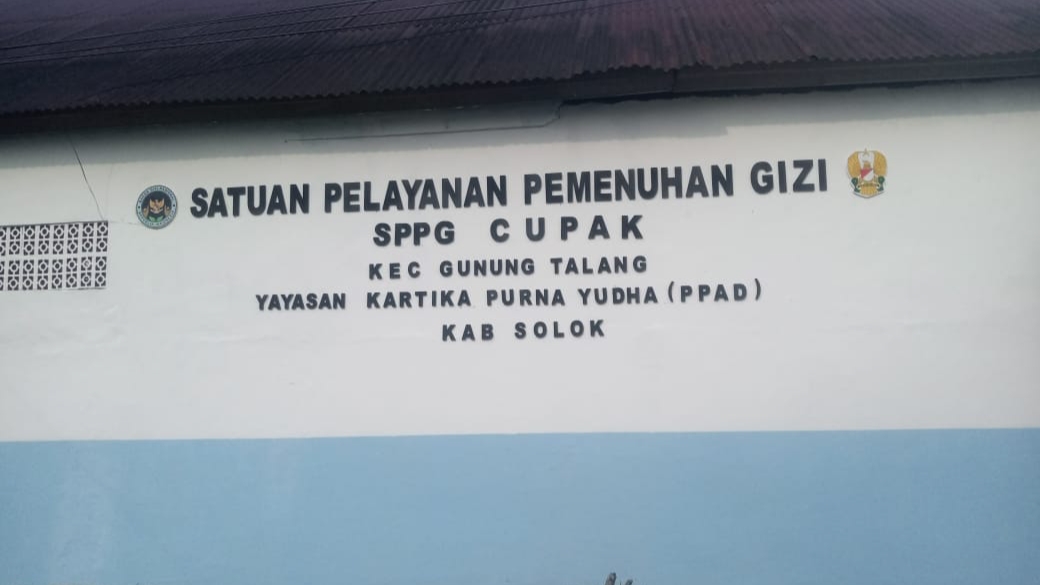 SATUAN PELAYANAN PEMENUHAN GIZI
SPPG CUPAK
KEC GUNUNG TALANG
YAYASAN KARTIKA PURNA YUDHA (PPAD)
KAB SOLOK